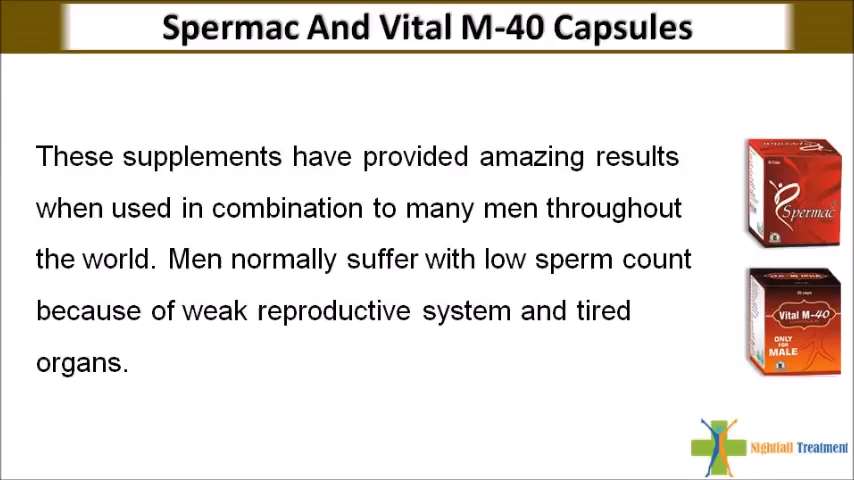 Spermac And Vital M-40 Capsules
These supplements have provided amazing results
when used in combination to many men throughout
the world. Men normally suffer with low sperm count
because of weak reproductive system and tired
organs.
Spermac
Vital M-40
ONLY
FOR
MALE
Nightfall Treatment